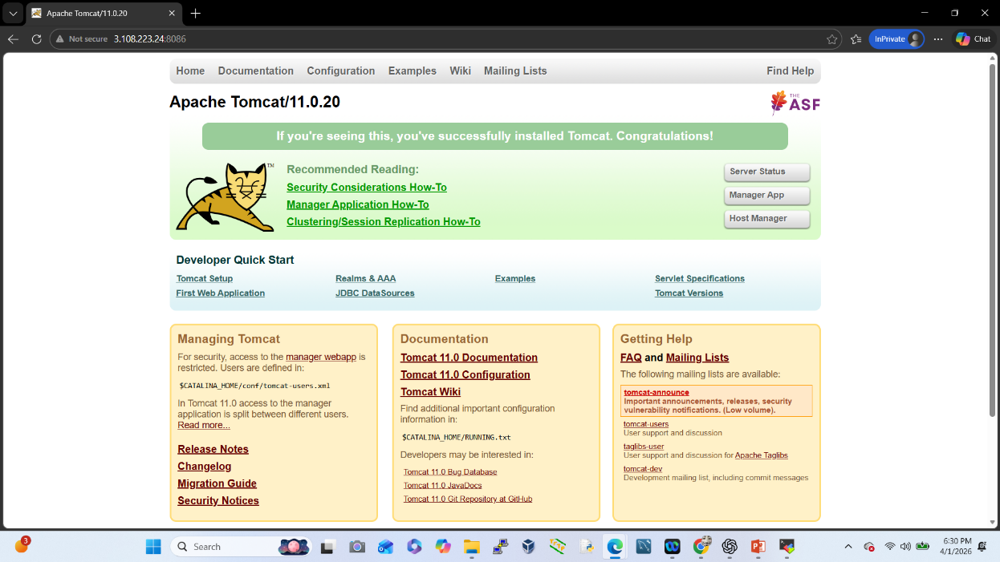 Apache Tomcat/11.0.20
Not secure 3.108.223.24:8086
InPrivate
Chat
Home Documentation Configuration Examples Wiki Mailing Lists Find Help
Apache Tomcat/11.0.20
THE
ASF
If you're seeing this, you've successfully installed Tomcat. Congratulations!
TM
Recommended Reading:
Security Considerations How-To
Manager Application How-To
Clustering/Session Replication How-To
Server Status
Manager App
Host Manager
Developer Quick Start
Tomcat Setup
First Web Application
Realms & AAA
JDBC DataSources
Examples
Servlet Specifications
Tomcat Versions
Managing Tomcat
For security, access to the manager webapp is
restricted. Users are defined in:
$CATALINA_HOME/conf/tomcat-users.xml
In Tomcat 11.0 access to the manager
application is split between different users.
Read more...
Release Notes
Changelog
Migration Guide
Security Notices
Documentation
Tomcat 11.0 Documentation
Tomcat 11.0 Configuration
Tomcat Wiki
Find additional important configuration
information in:
$CATALINA_HOME/RUNNING.txt
Developers may be interested in:
Tomcat 11.0 Bug Database
Tomcat 11.0 JavaDocs
Tomcat 11.0 Git Repository at GitHub
Getting Help
FAQ and Mailing Lists
The following mailing lists are available:
tomcat-announce
Important announcements, releases, security
vulnerability notifications. (Low volume).
tomcat-users
User support and discussion
taglibs-user
User support and discussion for Apache Taglibs
tomcat-dev
Development mailing list, including commit messages
3
Search
6:30 PM
4/1/2026